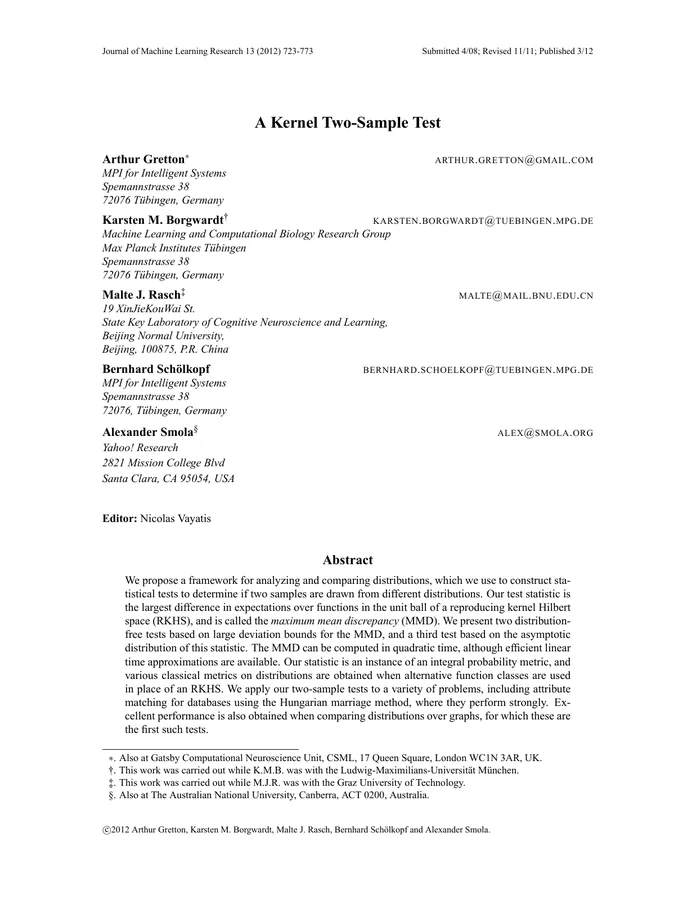 Journal of Machine Learning Research 13 (2012) 723-773 Submitted 4/08; Revised 11/11; Published 3/12
A Kernel Two-Sample Test
Arthur Gretton∗ ARTHUR.GRETTON@GMAIL.COM
MPI for Intelligent Systems
Spemannstrasse 38
72076 Tübingen, Germany
Karsten M. Borgwardt† KARSTEN.BORGWARDT@TUEBINGEN.MPG.DE
Machine Learning and Computational Biology Research Group
Max Planck Institutes Tübingen
Spemannstrasse 38
72076 Tübingen, Germany
Malte J. Rasch‡ MALTE@MAIL.BNU.EDU.CN
19 XinJieKouWai St.
State Key Laboratory of Cognitive Neuroscience and Learning,
Beijing Normal University,
Beijing, 100875, P.R. China
Bernhard Schölkopf BERNHARD.SCHOELKOPF@TUEBINGEN.MPG.DE
MPI for Intelligent Systems
Spemannstrasse 38
72076, Tübingen, Germany
Alexander Smola§ ALEX@SMOLA.ORG
Yahoo! Research
2821 Mission College Blvd
Santa Clara, CA 95054, USA
Editor: Nicolas Vayatis
Abstract
We propose a framework for analyzing and comparing distributions, which we use to construct sta-
tistical tests to determine if two samples are drawn from different distributions. Our test statistic is
the largest difference in expectations over functions in the unit ball of a reproducing kernel Hilbert
space (RKHS), and is called the maximum mean discrepancy (MMD). We present two distribution-
free tests based on large deviation bounds for the MMD, and a third test based on the asymptotic
distribution of this statistic. The MMD can be computed in quadratic time, although efficient linear
time approximations are available. Our statistic is an instance of an integral probability metric, and
various classical metrics on distributions are obtained when alternative function classes are used
in place of an RKHS. We apply our two-sample tests to a variety of problems, including attribute
matching for databases using the Hungarian marriage method, where they perform strongly. Ex-
cellent performance is also obtained when comparing distributions over graphs, for which these are
the first such tests.
∗. Also at Gatsby Computational Neuroscience Unit, CSML, 17 Queen Square, London WC1N 3AR, UK.
†. This work was carried out while K.M.B. was with the Ludwig-Maximilians-Universität München.
‡. This work was carried out while M.J.R. was with the Graz University of Technology.
§. Also at The Australian National University, Canberra, ACT 0200, Australia.
©2012 Arthur Gretton, Karsten M. Borgwardt, Malte J. Rasch, Bernhard Schölkopf and Alexander Smola.